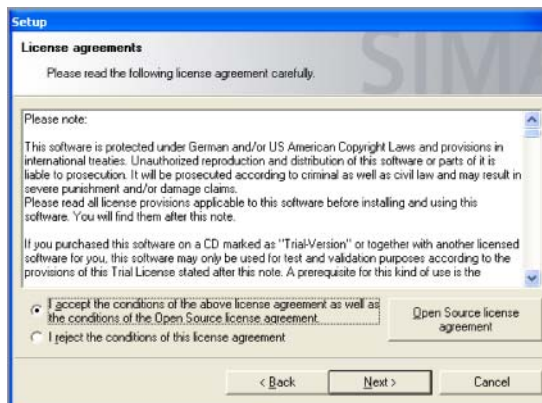 Setup
License agreements
Please read the following license agreement carefully.
SIMA
Please note:
This software is protected under German and/or US American Copyright Laws and provisions in
international treaties. Unauthorized reproduction and distribution of this software or parts of it is
liable to prosecution. It will be prosecuted according to criminal as well as civil law and may result in
severe punishment and/or damage claims.
Please read all license provisions applicable to this software before installing and using this
software. You will find them after this note.
If you purchased this software on a CD marked as "Trial-Version" or together with another licensed
software for you, this software may only be used for test and validation purposes according to the
provisions of this Trial License stated after this note. A prerequisite for this kind of use is the
I accept the conditions of the above license agreement as well as
the conditions of the Open Source license agreement.
Open Source license
agreement
I reject the conditions of this license agreement
< Back
Next >
Cancel